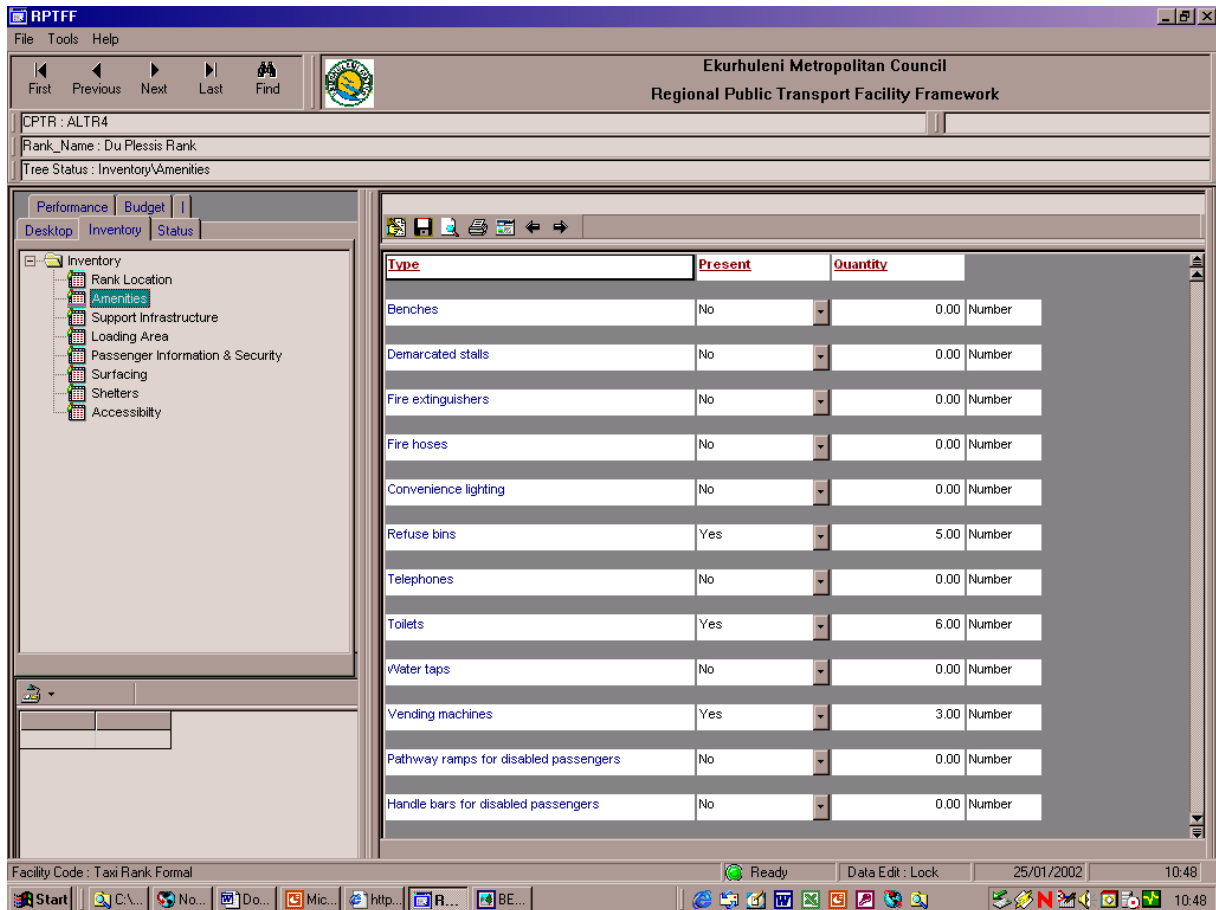 RPTFF
File Tools Help
First Previous Next Last Find
Ekurhuleni Metropolitan Council
Regional Public Transport Facility Framework
CPTR : ALTR4
Rank_Name : Du Plessis Rank
Tree Status : Inventory\Amenities
Performance Budget I
Desktop Inventory Status
Inventory
Rank Location
Amenities
Support Infrastructure
Loading Area
Passenger Information & Security
Surfacing
Shelters
Accessibilty
Type Present Quantity
Benches No 0.00 Number
Demarcated stalls No 0.00 Number
Fire extinguishers No 0.00 Number
Fire hoses No 0.00 Number
Convenience lighting No 0.00 Number
Refuse bins Yes 5.00 Number
Telephones No 0.00 Number
Toilets Yes 6.00 Number
Water taps No 0.00 Number
Vending machines Yes 3.00 Number
Pathway ramps for disabled passengers No 0.00 Number
Handle bars for disabled passengers No 0.00 Number
Facility Code : Taxi Rank Formal Ready Data Edit : Lock 25/01/2002 10:48
Start C:\... No... Do... Mic... http... R... BE... 10:48